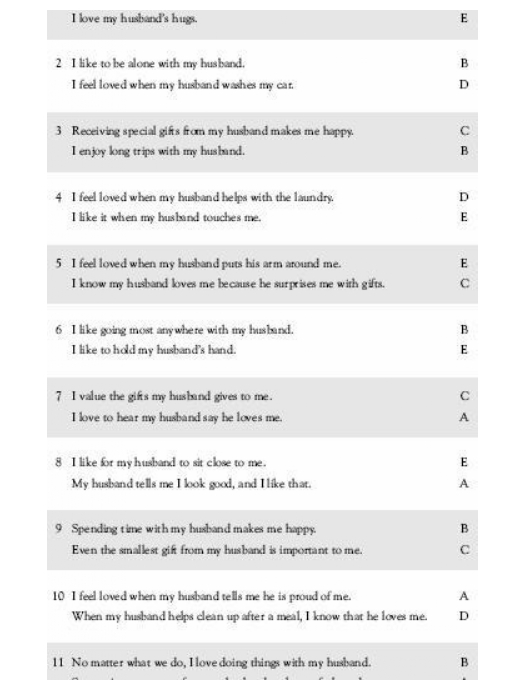 I love my husband's hugs. E
2 I like to be alone with my husband. B
I feel loved when my husband washes my car. D
3 Receiving special gifts from my husband makes me happy. C
I enjoy long trips with my husband. B
4 I feel loved when my husband helps with the laundry. D
I like it when my husband touches me. E
5 I feel loved when my husband puts his arm around me. E
I know my husband loves me because he surprises me with gifts. C
6 I like going most anywhere with my husband. B
I like to hold my husband's hand. E
7 I value the gifts my husband gives to me. C
I love to hear my husband say he loves me. A
8 I like for my husband to sit close to me. E
My husband tells me I look good, and I like that. A
9 Spending time with my husband makes me happy. B
Even the smallest gift from my husband is important to me. C
10 I feel loved when my husband tells me he is proud of me. A
When my husband helps clean up after a meal, I know that he loves me. D
11 No matter what we do, I love doing things with my husband. B